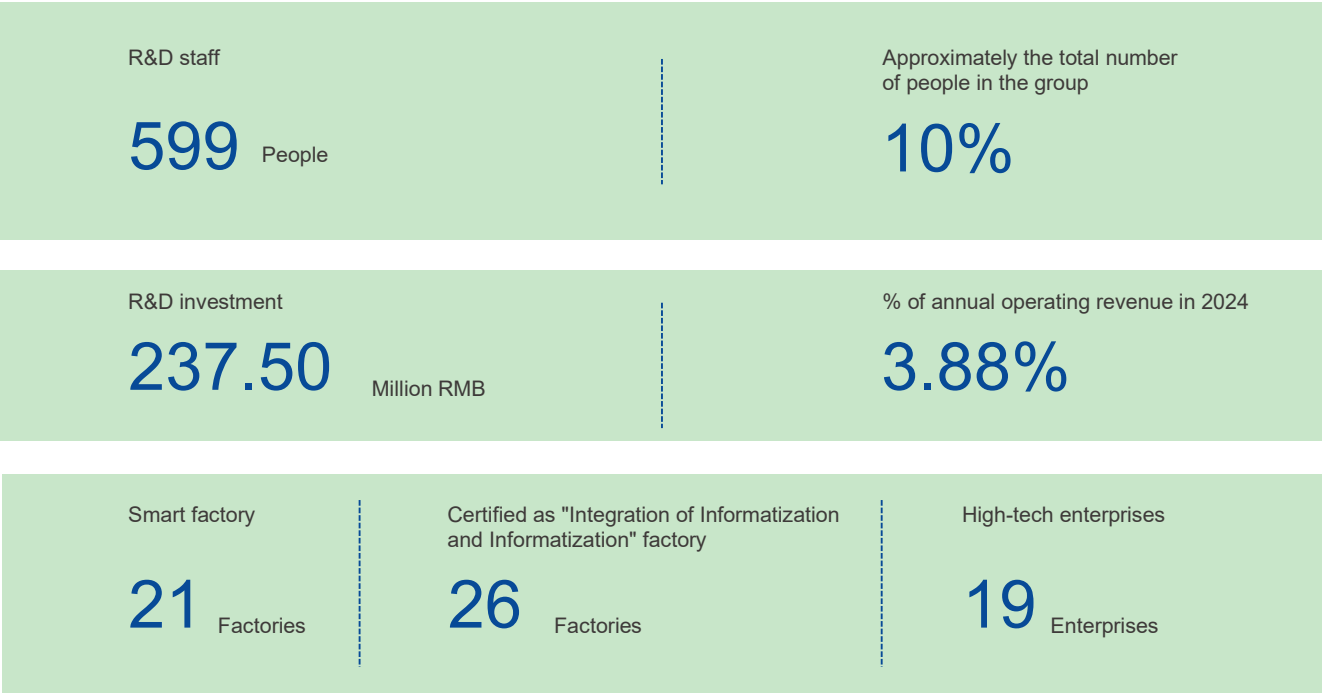 R&D staff
599 People
Approximately the total number
of people in the group
10%
R&D investment
237.50 Million RMB
% of annual operating revenue in 2024
3.88%
Smart factory
21 Factories
Certified as "Integration of Informatization
and Informatization" factory
26 Factories
High-tech enterprises
19 Enterprises